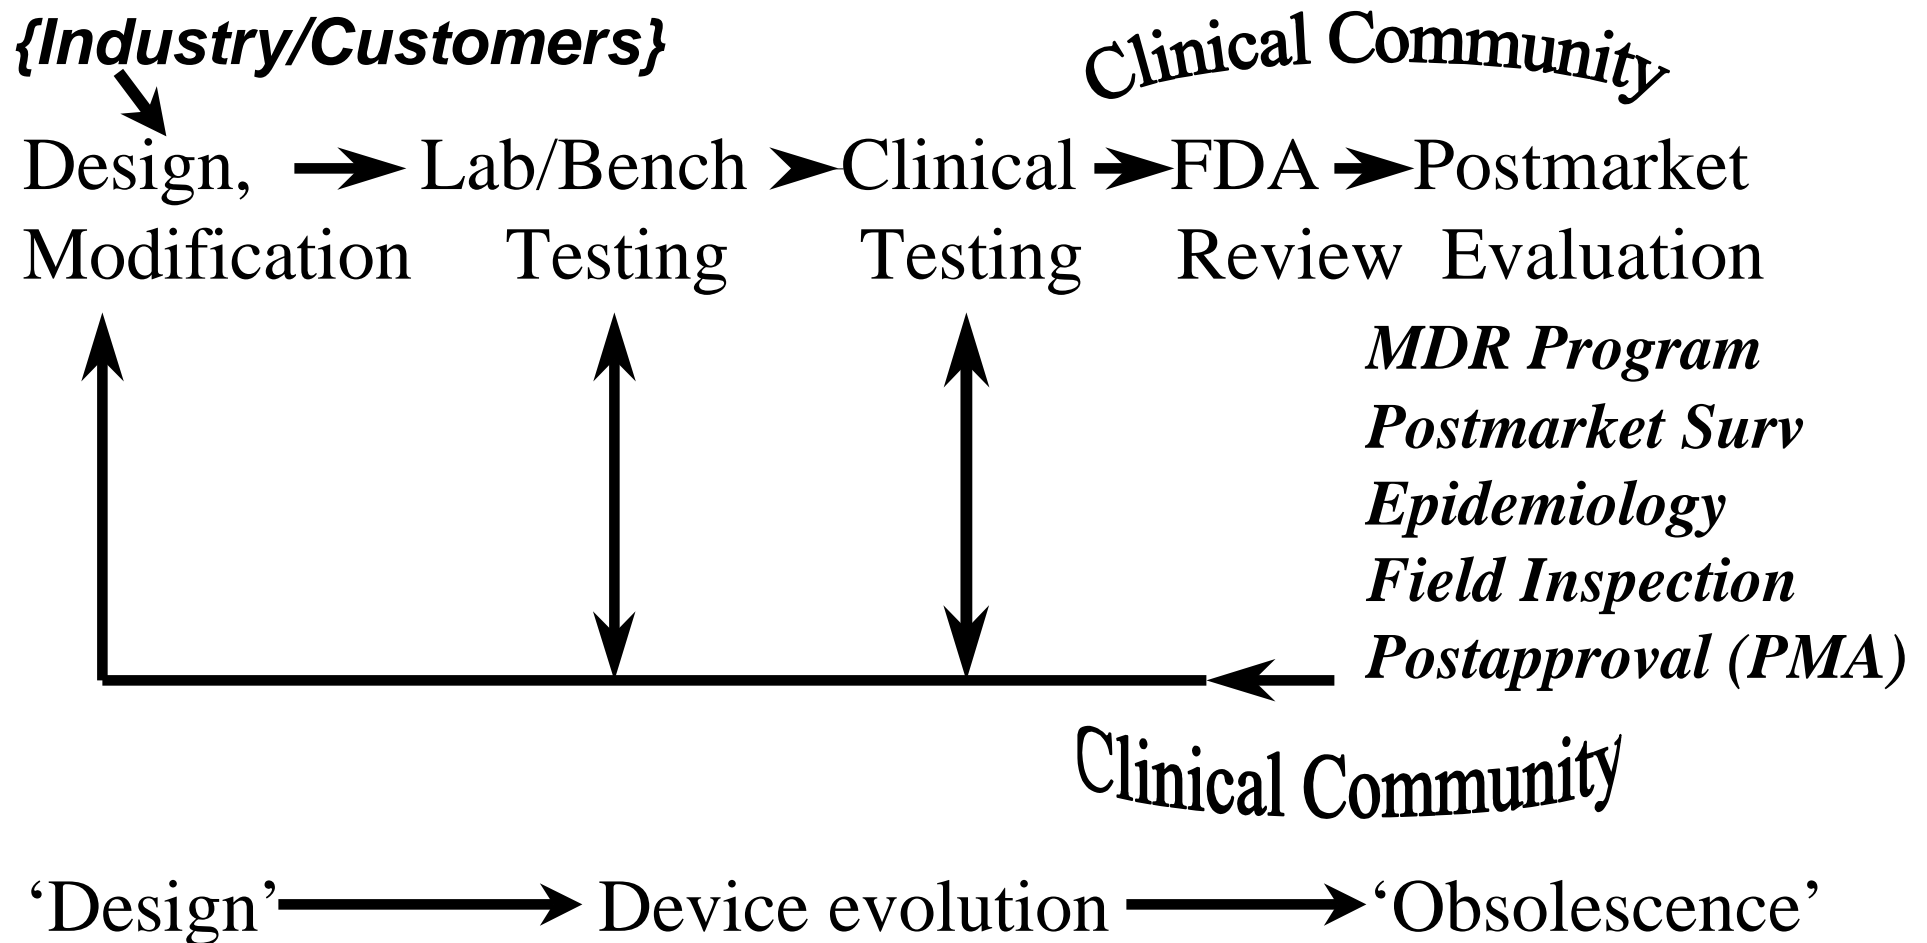 {Industry/Customers}
Clinical Community
Design, Lab/Bench Clinical FDA Postmarket
Modification Testing Testing Review Evaluation
MDR Program
Postmarket Surv
Epidemiology
Field Inspection
Postapproval (PMA)
Clinical Community
‘Design’ Device evolution ‘Obsolescence’